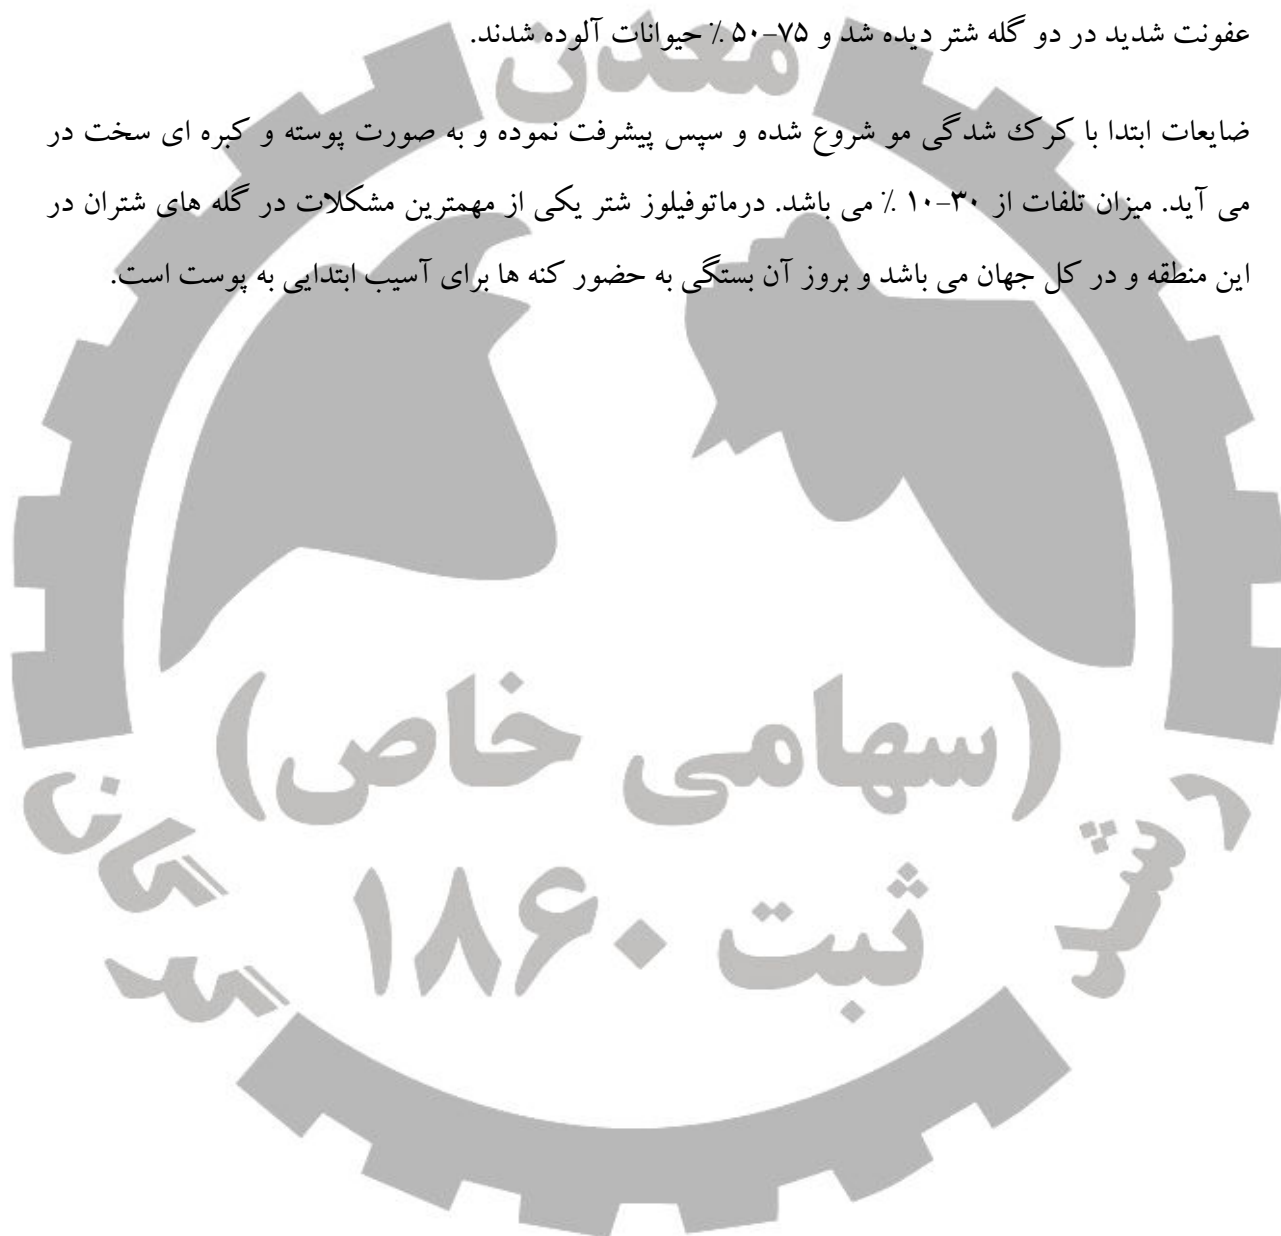 عفونت شدید در دو گله شتر دیده شد و ۷۵-۵۰ ٪ حیوانات آلوده شدند.
معدن
ضایعات ابتدا با کرک شدگی مو شروع شده و سپس پیشرفت نموده و به صورت پوسته و کبره ای سخت در
می آید. میزان تلفات از ۳۰-۱۰ ٪ می باشد. درماتوفیلوز شتر یکی از مهمترین مشکلات در گله های شتران در
این منطقه و در کل جهان می باشد و بروز آن بستگی به حضور کنه ها برای آسیب ابتدایی به پوست است.
(سهامی خاص)
ثبت ۱۸۶۰